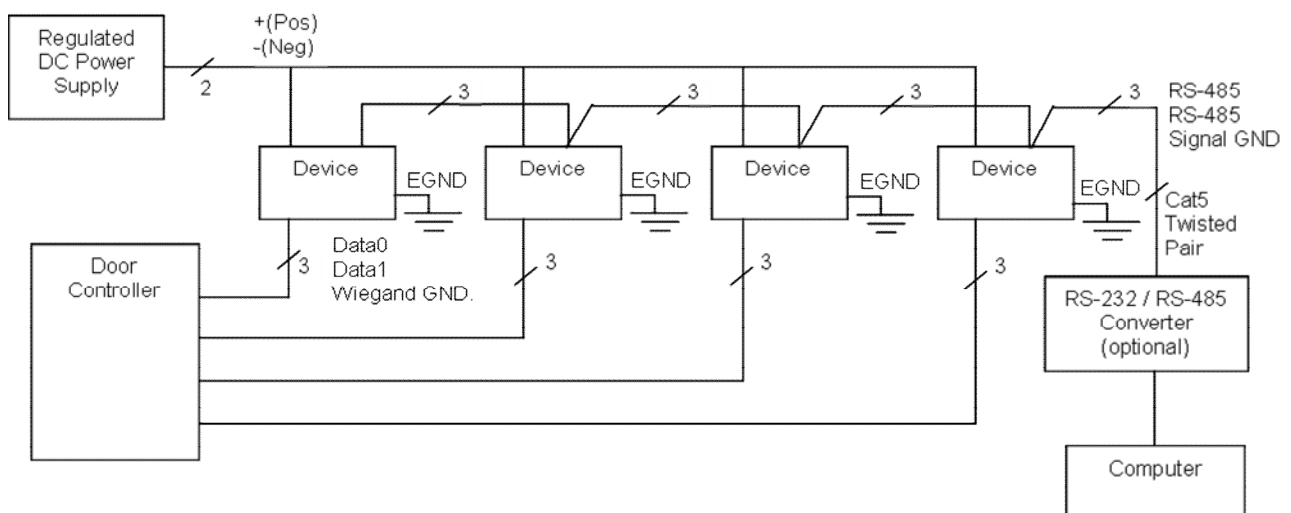 Regulated
DC Power
Supply
+(Pos)
-(Neg)
2
3
3
3
3
RS-485
RS-485
Signal GND
Device
EGND
Device
EGND
Device
EGND
Device
EGND
Cat5
Twisted
Pair
Door
Controller
3
Data0
Data1
Wiegand GND.
3
3
3
RS-232 / RS-485
Converter
(optional)
Computer